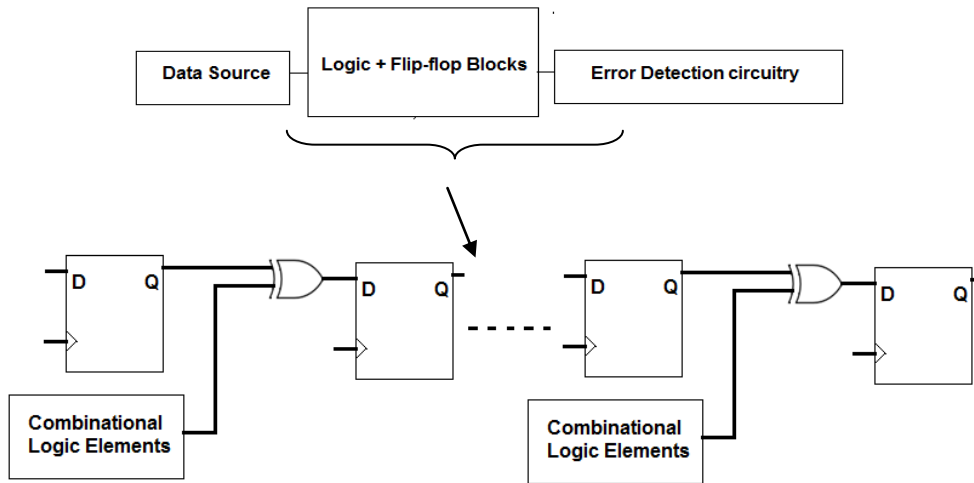 Data Source
Logic + Flip-flop Blocks
Error Detection circuitry
D Q
D Q
D Q
D Q
Combinational
Logic Elements
Combinational
Logic Elements